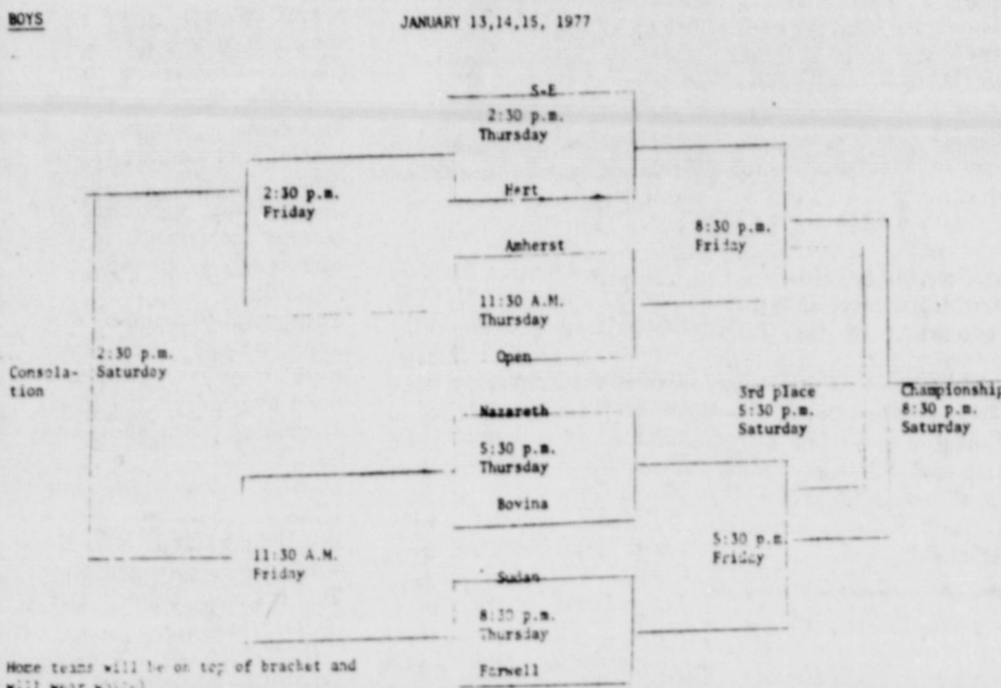 BOYS
JANUARY 13,14,15, 1977
S-E
2:30 p.m.
Thursday
Hart
2:30 p.m.
Friday
8:30 p.m.
Friday
Amherst
11:30 A.M.
Thursday
Open
2:30 p.m.
Saturday
Consola-
tion
3rd place
5:30 p.m.
Saturday
Championship
8:30 p.m.
Saturday
Nazareth
5:30 p.m.
Thursday
Bovina
11:30 A.M.
Friday
5:30 p.m.
Friday
Sudan
8:30 p.m.
Thursday
Farwell
Home teams will be on top of bracket and
will wear